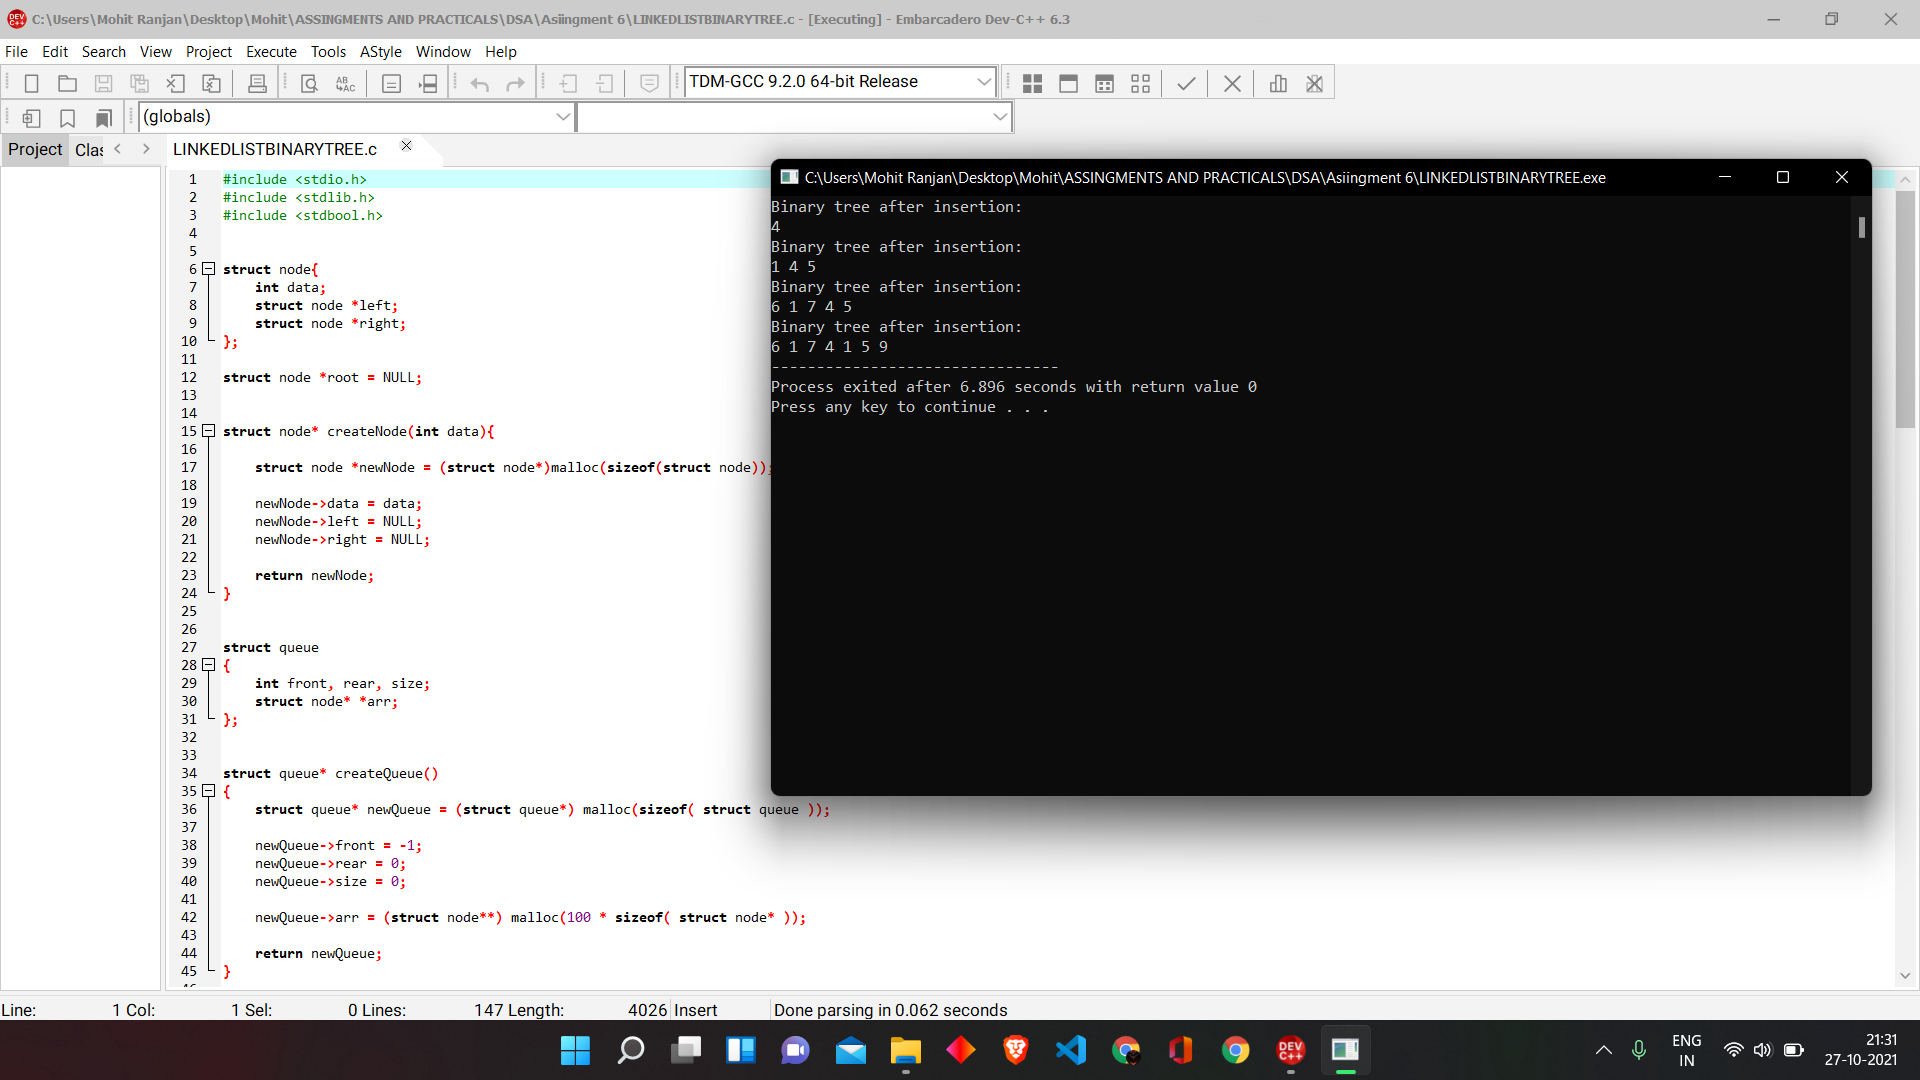 C:\Users\Mohit Ranjan\Desktop\Mohit\ASSINGMENTS AND PRACTICALS\DSA\Asiingment 6\LINKEDLISTBINARYTREE.c - [Executing] - Embarcadero Dev-C++ 6.3
File Edit Search View Project Execute Tools AStyle Window Help
TDM-GCC 9.2.0 64-bit Release
(globals)
Project Clas LINKEDLISTBINARYTREE.c
1 #include <stdio.h>
2 #include <stdlib.h>
3 #include <stdbool.h>
4
5
6 struct node{
7 int data;
8 struct node *left;
9 struct node *right;
10 };
11
12 struct node *root = NULL;
13
14
15 struct node* createNode(int data){
16
17 struct node *newNode = (struct node*)malloc(sizeof(struct node));
18
19 newNode->data = data;
20 newNode->left = NULL;
21 newNode->right = NULL;
22
23 return newNode;
24 }
25
26
27 struct queue
28 {
29 int front, rear, size;
30 struct node* *arr;
31 };
32
33
34 struct queue* createQueue()
35 {
36 struct queue* newQueue = (struct queue*) malloc(sizeof( struct queue ));
37
38 newQueue->front = -1;
39 newQueue->rear = 0;
40 newQueue->size = 0;
41
42 newQueue->arr = (struct node**) malloc(100 * sizeof( struct node* ));
43
44 return newQueue;
45 }
C:\Users\Mohit Ranjan\Desktop\Mohit\ASSINGMENTS AND PRACTICALS\DSA\Asiingment 6\LINKEDLISTBINARYTREE.exe
Binary tree after insertion:
4
Binary tree after insertion:
1 4 5
Binary tree after insertion:
6 1 7 4 5
Binary tree after insertion:
6 1 7 4 1 5 9
--------------------------------
Process exited after 6.896 seconds with return value 0
Press any key to continue . . .
Line: 1 Col: 1 Sel: 0 Lines: 147 Length: 4026 Insert Done parsing in 0.062 seconds
DEV C++
ENG
IN
21:31
27-10-2021